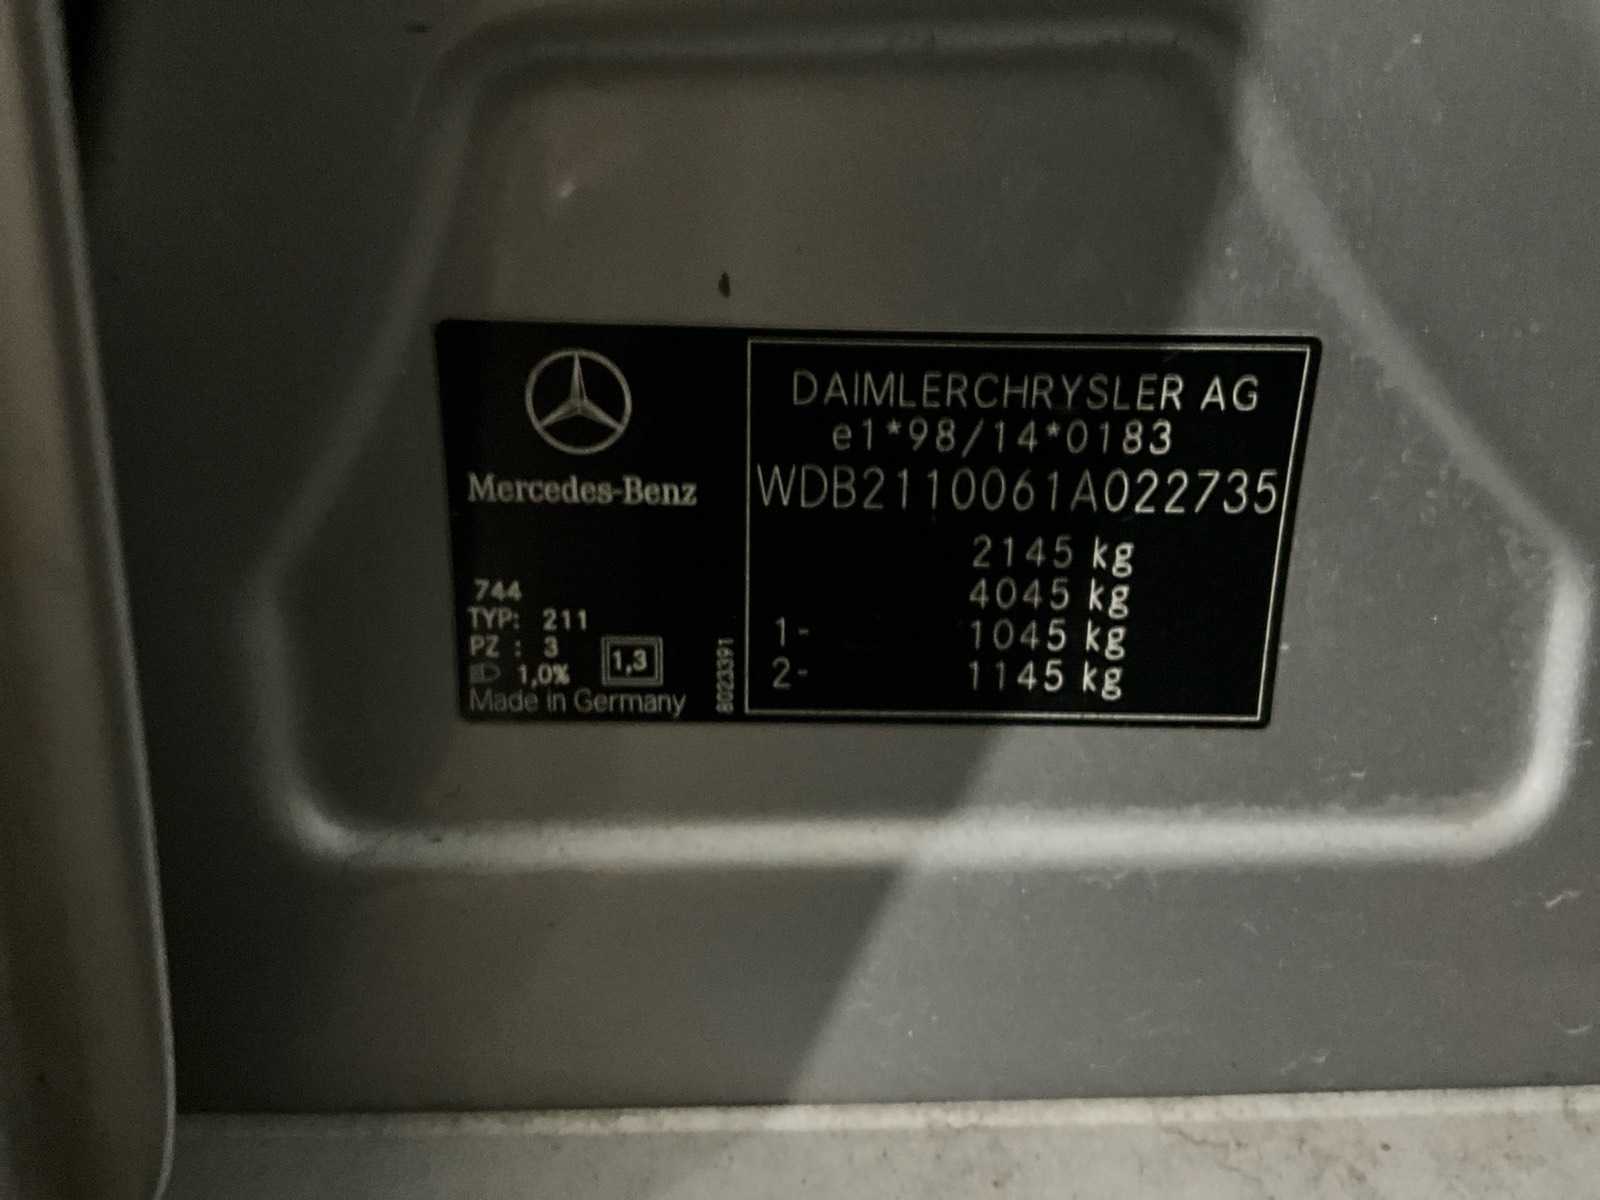 Mercedes-Benz
744
TYP: 211
PZ : 3
1,0%
1,3
Made in Germany
8023391
DAIMLERCHRYSLER AG
e1*98/14*0183
WDB2110061A022735
2145 kg
4045 kg
1- 1045 kg
2- 1145 kg